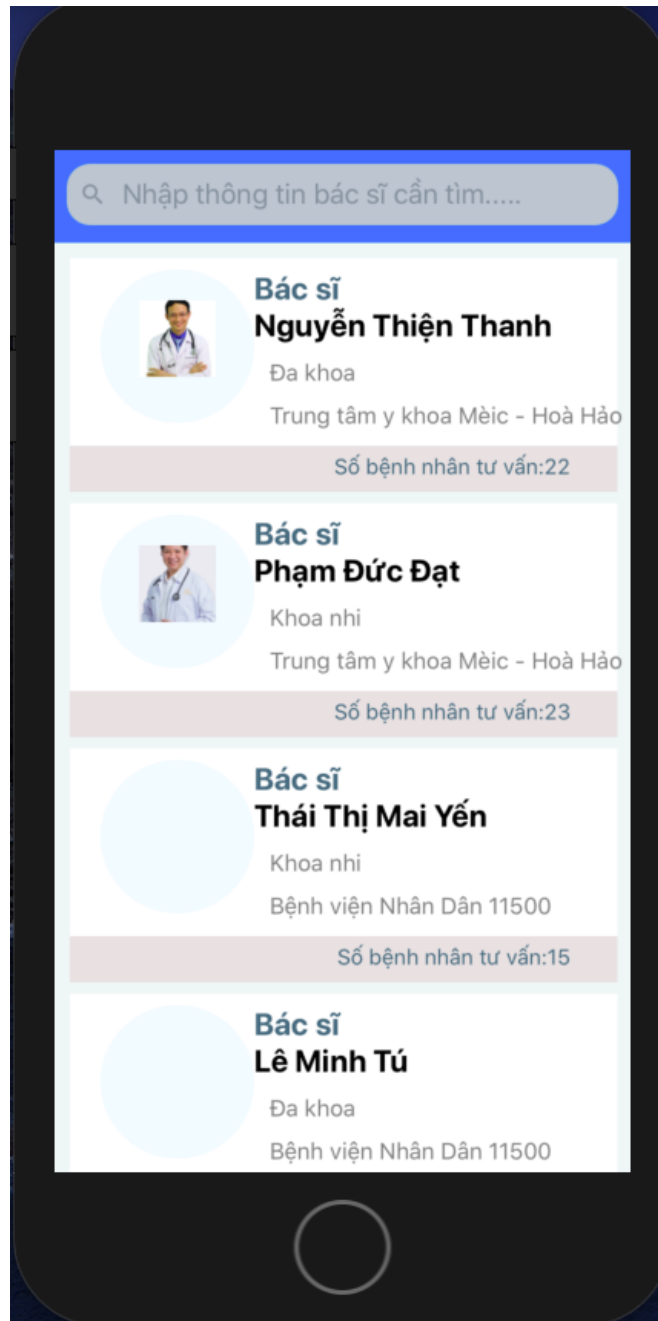 Nhập thông tin bác sĩ cần tìm.....
Bác sĩ
Nguyễn Thiện Thanh
Đa khoa
Trung tâm y khoa Mèic - Hoà Hảo
Số bệnh nhân tư vấn:22
Bác sĩ
Phạm Đức Đạt
Khoa nhi
Trung tâm y khoa Mèic - Hoà Hảo
Số bệnh nhân tư vấn:23
Bác sĩ
Thái Thị Mai Yến
Khoa nhi
Bệnh viện Nhân Dân 11500
Số bệnh nhân tư vấn:15
Bác sĩ
Lê Minh Tú
Đa khoa
Bệnh viện Nhân Dân 11500